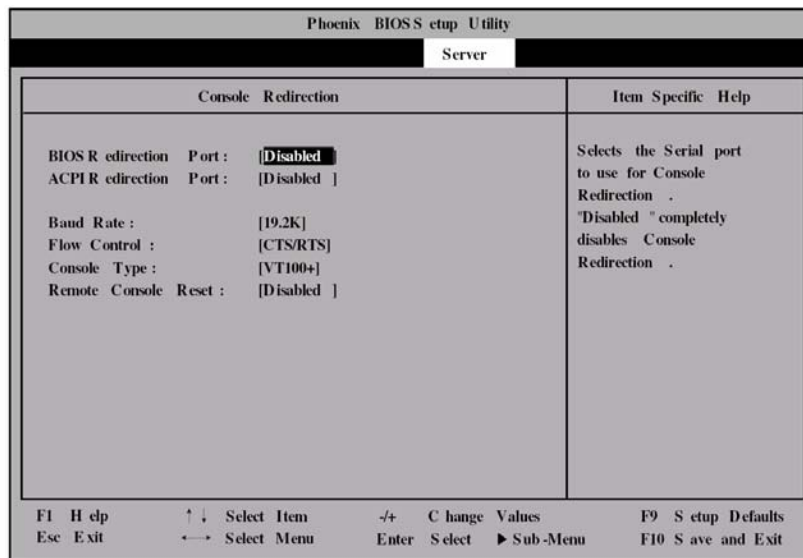 Phoenix BIOS Setup Utility
Server
Console Redirection
Item Specific Help
BIOS Redirection Port : [Disabled ]
ACPI Redirection Port : [Disabled ]
Baud Rate : [19.2K]
Flow Control : [CTS/RTS]
Console Type : [VT100+]
Remote Console Reset : [Disabled ]
Selects the Serial port
to use for Console
Redirection .
"Disabled " completely
disables Console
Redirection .
F1 Help ↑ ↓ Select Item -/+ Change Values F9 Setup Defaults
Esc Exit ←→ Select Menu Enter Select ▶ Sub-Menu F10 Save and Exit